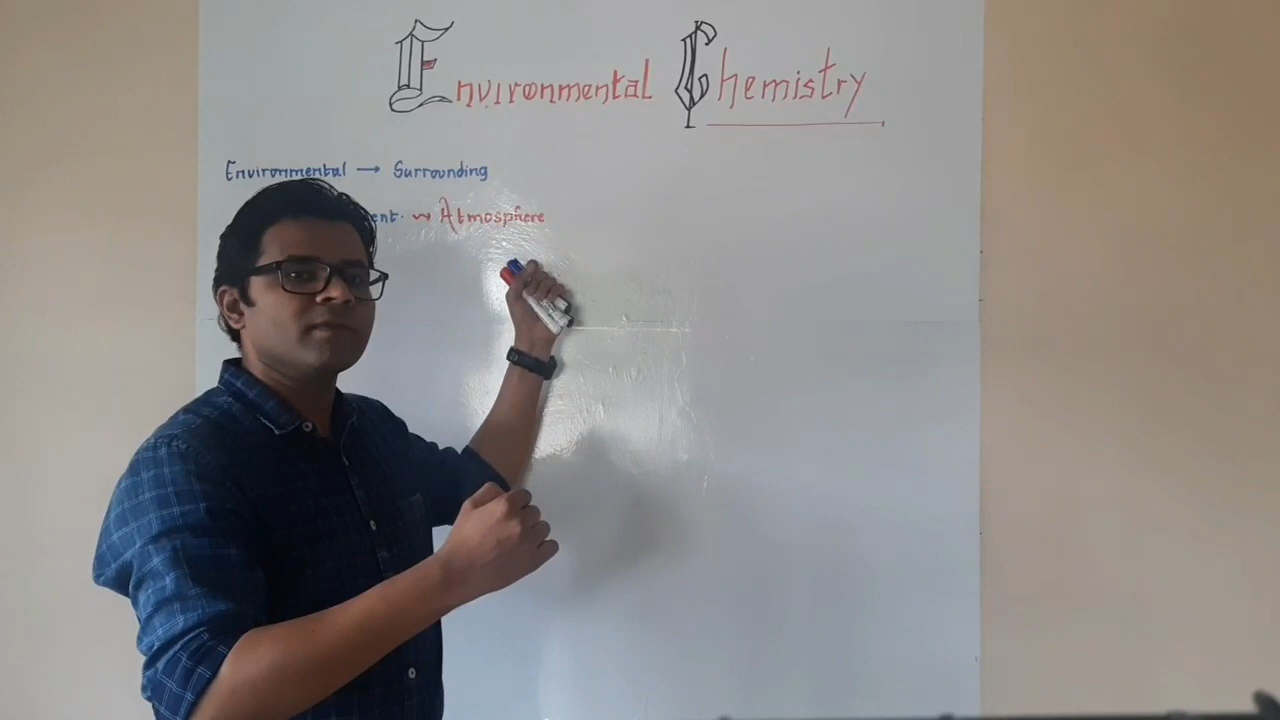 Environmental Chemistry
Environmental → Surrounding
ent. ⤳ Atmosphere